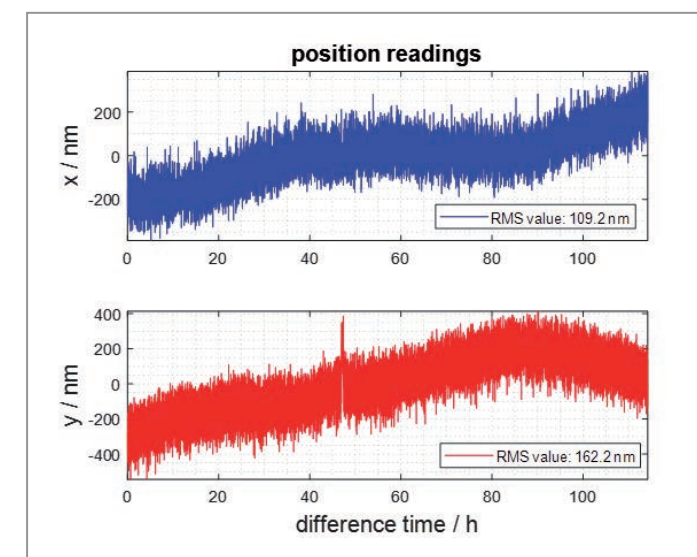 position readings
x / nm
200
0
-200
RMS value: 109.2 nm
0 20 40 60 80 100
y / nm
400
200
0
-200
-400
RMS value: 162.2 nm
0 20 40 60 80 100
difference time / h